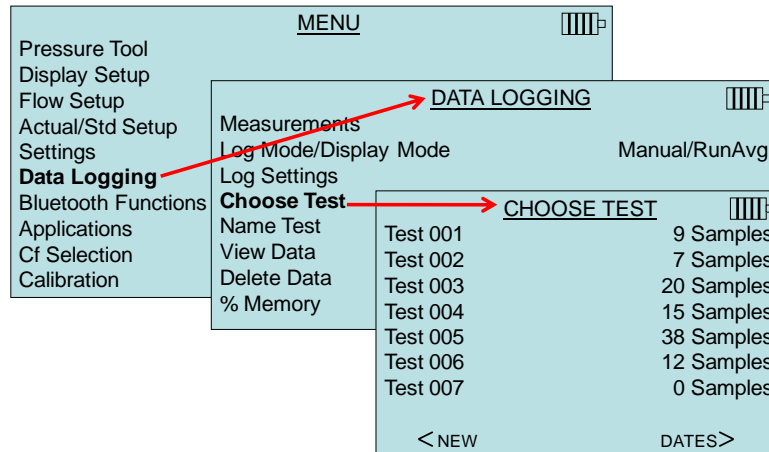 MENU
Pressure Tool
Display Setup
Flow Setup
Actual/Std Setup
Settings
Data Logging
Bluetooth Functions
Applications
Cf Selection
Calibration
DATA LOGGING
Measurements
Log Mode/Display Mode Manual/RunAvg
Log Settings
Choose Test
Name Test
View Data
Delete Data
% Memory
CHOOSE TEST
Test 001 9 Samples
Test 002 7 Samples
Test 003 20 Samples
Test 004 15 Samples
Test 005 38 Samples
Test 006 12 Samples
Test 007 0 Samples
<NEW DATES>